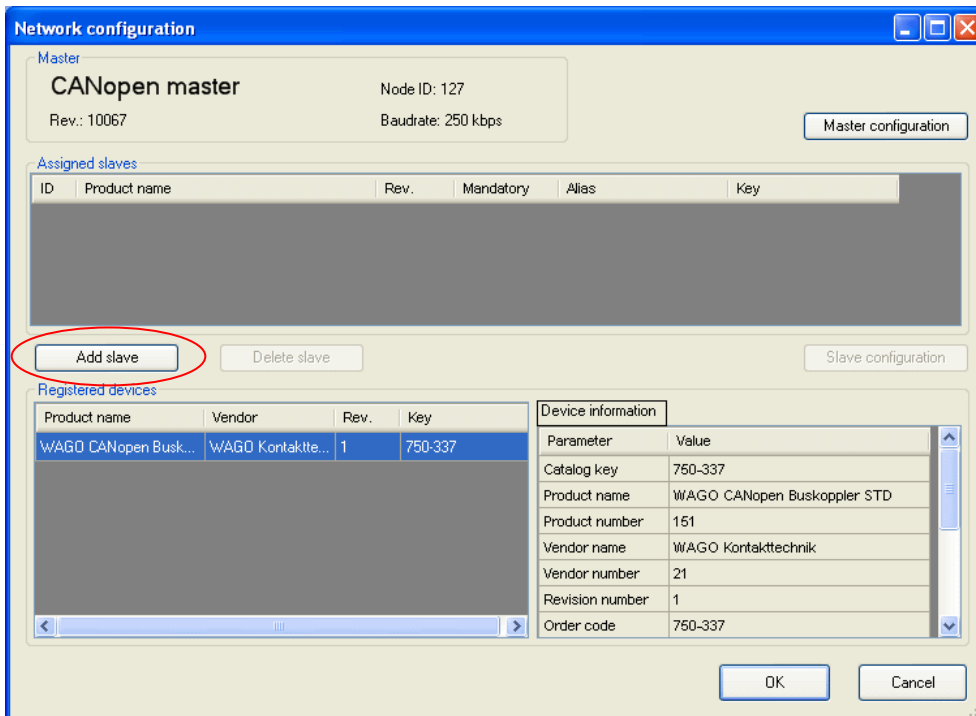 Network configuration
Master
CANopen master
Node ID: 127
Rev.: 10067
Baudrate: 250 kbps
Master configuration
Assigned slaves
ID Product name Rev. Mandatory Alias Key
Add slave Delete slave Slave configuration
Registered devices
Product name Vendor Rev. Key
WAGO CANopen Busk... WAGO Kontaktte... 1 750-337
Device information
Parameter Value
Catalog key 750-337
Product name WAGO CANopen Buskoppler STD
Product number 151
Vendor name WAGO Kontakttechnik
Vendor number 21
Revision number 1
Order code 750-337
OK Cancel